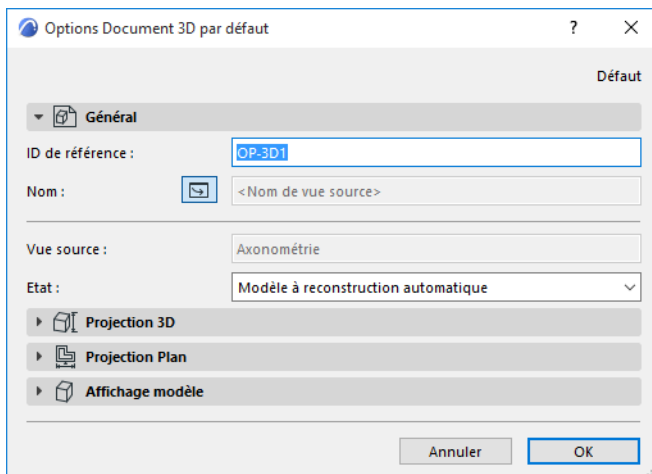 Options Document 3D par défaut
?
Défaut
Général
ID de référence :
OP-3D1
Nom :
<Nom de vue source>
Vue source :
Axonométrie
Etat :
Modèle à reconstruction automatique
Projection 3D
Projection Plan
Affichage modèle
Annuler
OK